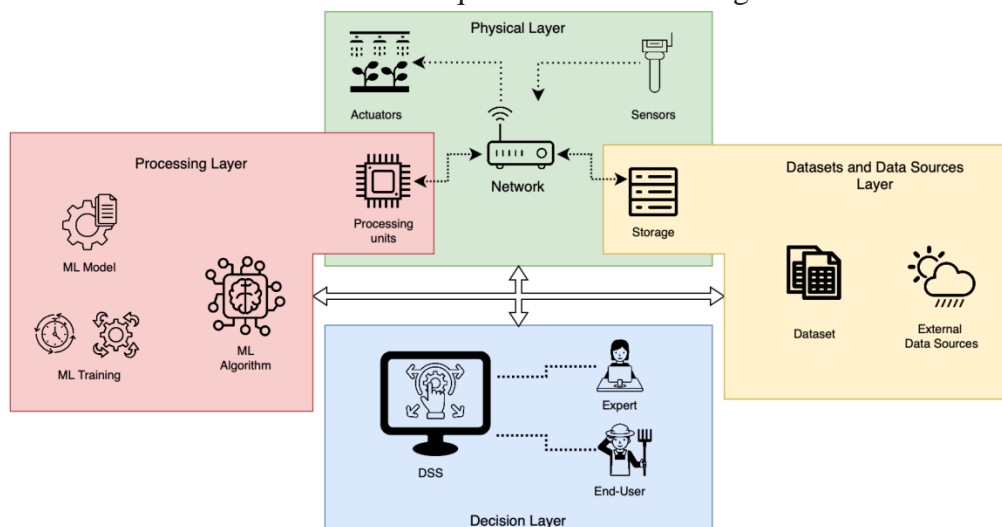 Physical Layer
Actuators
Sensors
Network
Processing Layer
Processing
units
ML Model
ML Training
ML
Algorithm
Datasets and Data Sources
Layer
Storage
Dataset
External
Data Sources
DSS
Expert
End-User
Decision Layer